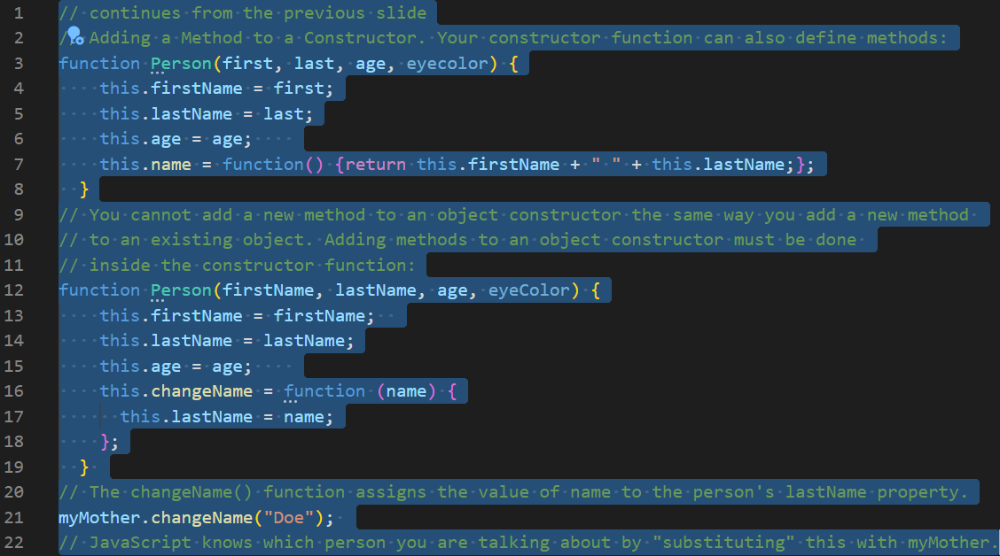 1 // continues from the previous slide
2 // Adding a Method to a Constructor. Your constructor function can also define methods:
3 function Person(first, last, age, eyecolor) {
4     this.firstName = first;
5     this.lastName = last;
6     this.age = age;
7     this.name = function() {return this.firstName + " " + this.lastName;};
8   }
9 // You cannot add a new method to an object constructor the same way you add a new method
10 // to an existing object. Adding methods to an object constructor must be done
11 // inside the constructor function:
12 function Person(firstName, lastName, age, eyeColor) {
13     this.firstName = firstName;
14     this.lastName = lastName;
15     this.age = age;
16     this.changeName = function (name) {
17       this.lastName = name;
18     };
19   }
20 // The changeName() function assigns the value of name to the person's lastName property.
21 myMother.changeName("Doe");
22 // JavaScript knows which person you are talking about by "substituting" this with myMother.